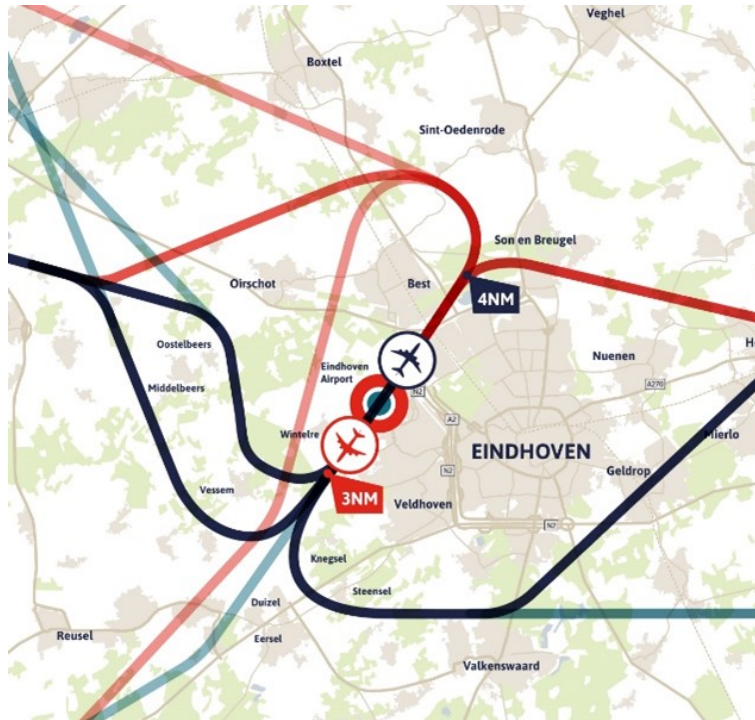 Veghel
Boxtel
Sint-Oedenrode
Son en Breugel
Oirschot
Best
4NM
Oostelbeers
Nuenen
Eindhoven
Airport
Middelbeers
A270
N2
A2
Wintelre
Mierlo
EINDHOVEN
N2
Geldrop
Vessem
3NM
Veldhoven
N2
Knegsel
Steensel
Duizel
Reusel
Eersel
Valkenswaard